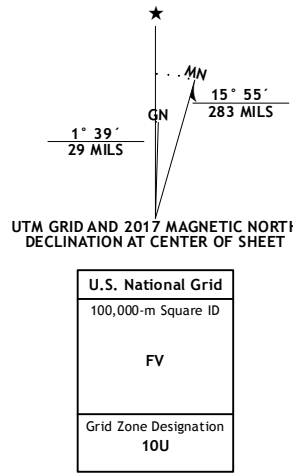 ★
MN
GN
15° 55´
283 MILS
1° 39´
29 MILS
UTM GRID AND 2017 MAGNETIC NORTH
DECLINATION AT CENTER OF SHEET
U.S. National Grid
100,000-m Square ID
FV
Grid Zone Designation
10U